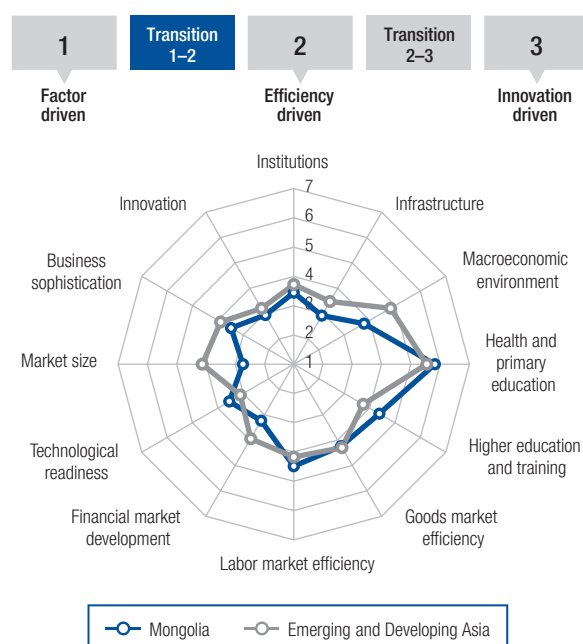 1
Transition
1–2
2
Transition
2–3
3
Factor
driven
Efficiency
driven
Innovation
driven
Institutions
Infrastructure
Macroeconomic
environment
Health and
primary
education
Higher education
and training
Goods market
efficiency
Labor market efficiency
Financial market
development
Technological
readiness
Market size
Business
sophistication
Innovation
7
6
5
4
3
2
1
Mongolia
Emerging and Developing Asia